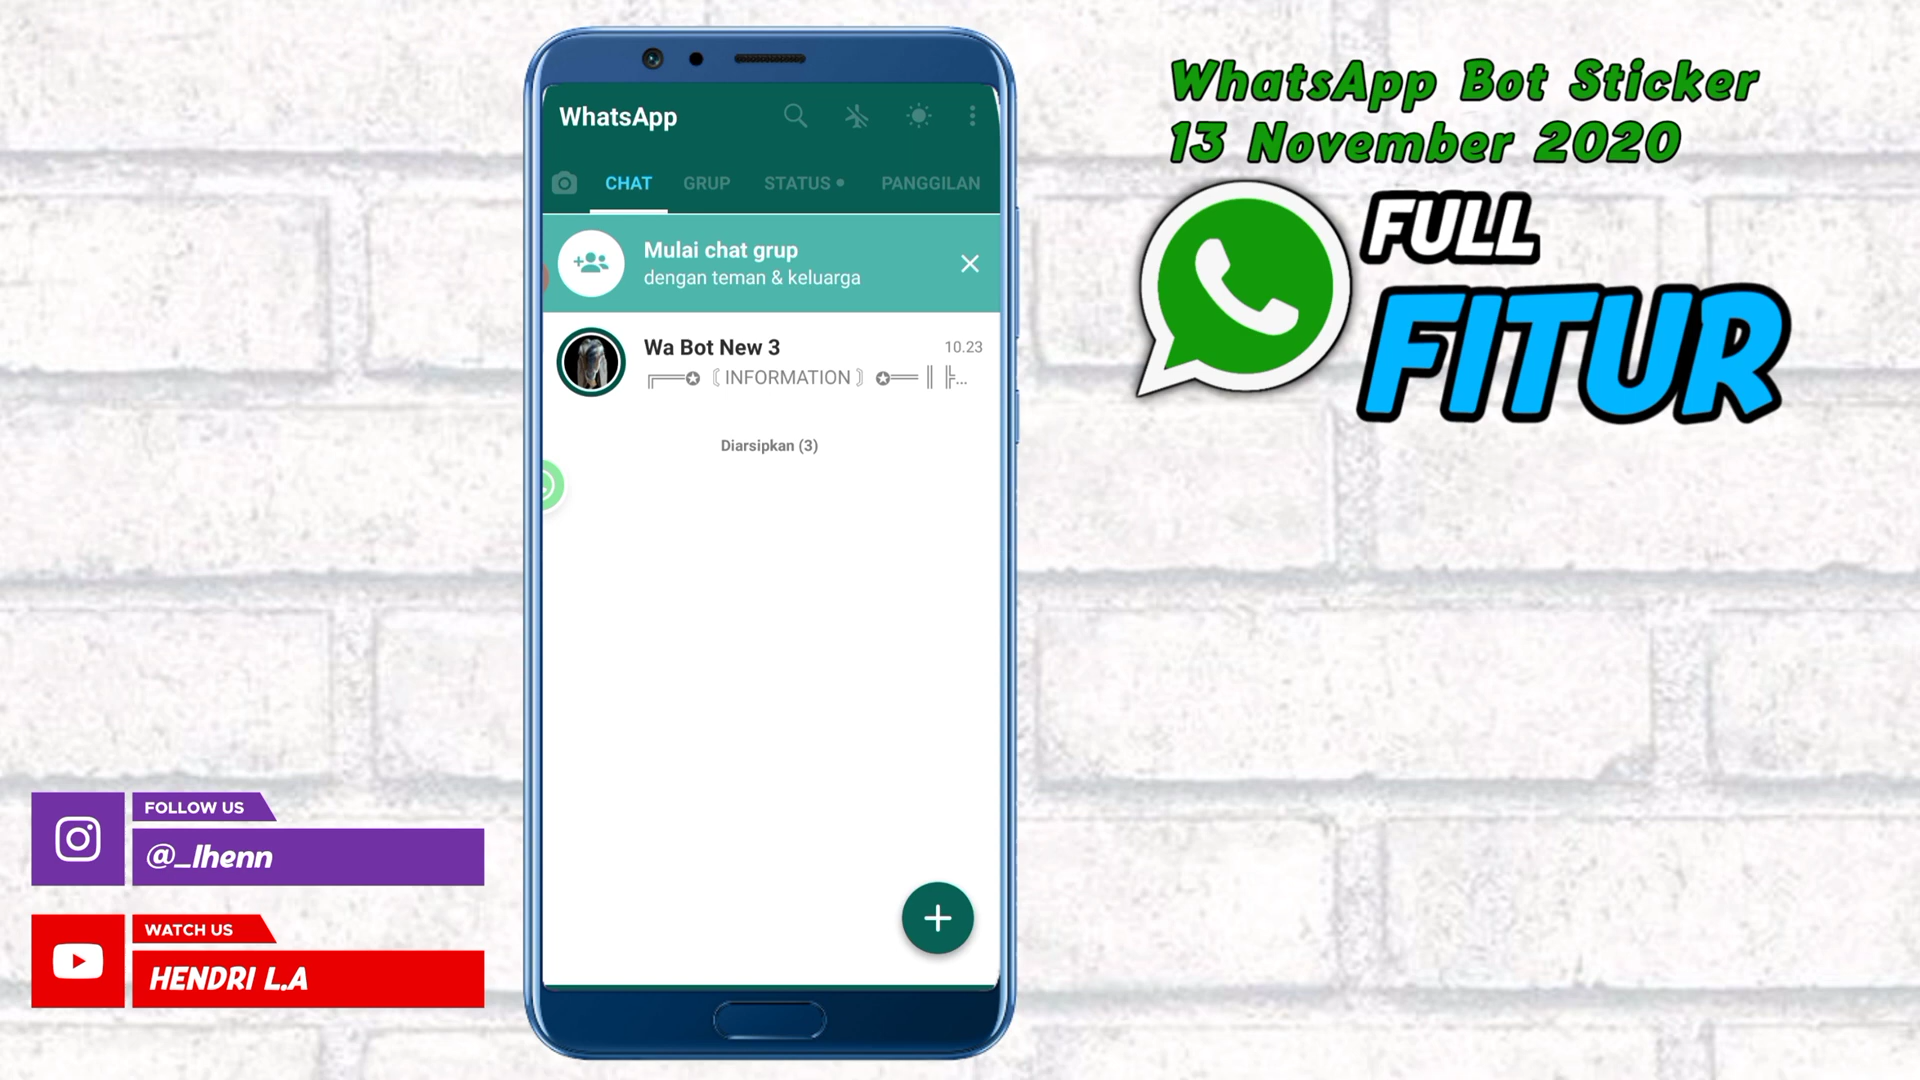 WhatsApp
CHAT GRUP STATUS PANGGILAN
Mulai chat grup
dengan teman & keluarga
Wa Bot New 3 10.23
╔══✪〘INFORMATION〙✪══ ║ ╠...
Diarsipkan (3)
WhatsApp Bot Sticker
13 November 2020
FULL
FITUR
FOLLOW US
@_lhenn
WATCH US
HENDRI L.A